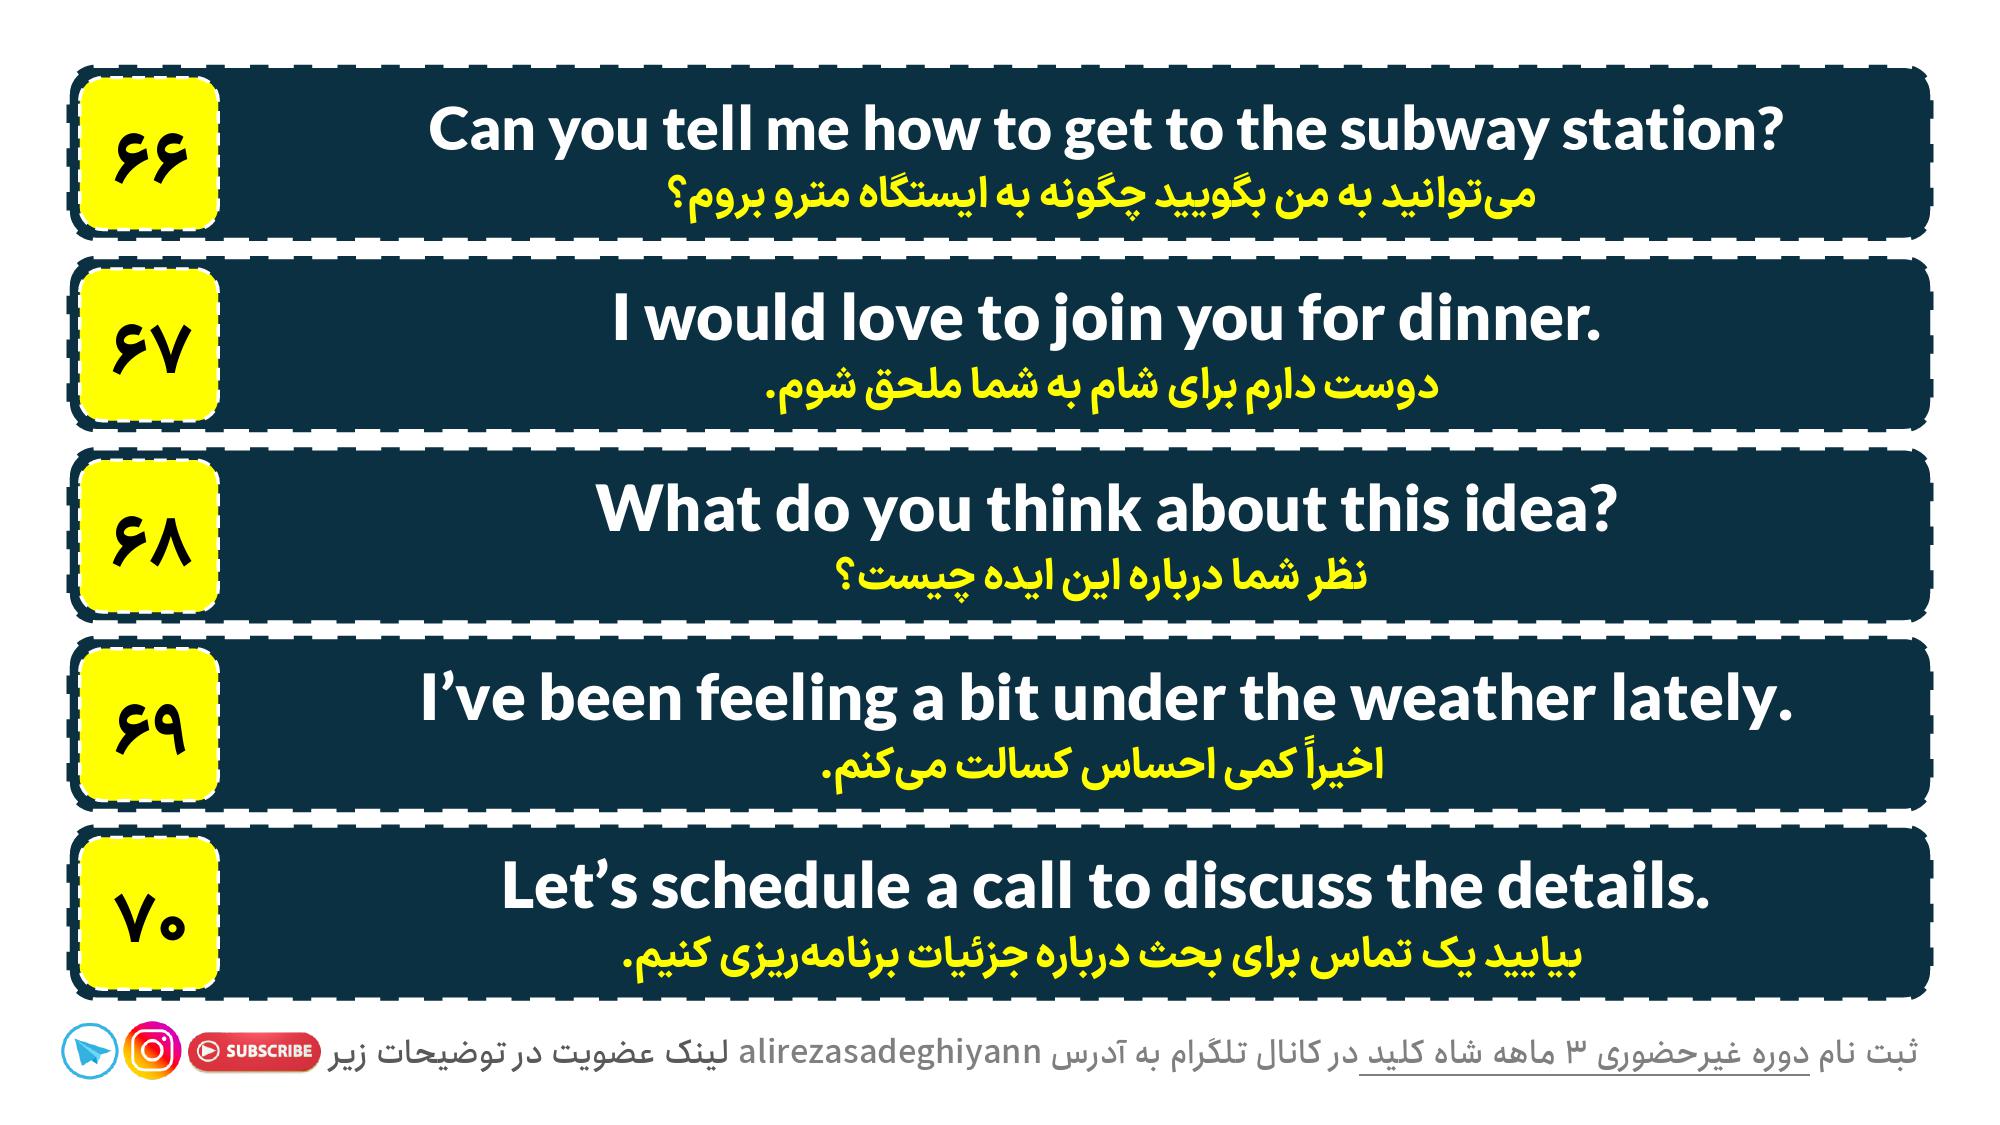 ۶۶
Can you tell me how to get to the subway station?
می‌توانید به من بگویید چگونه به ایستگاه مترو بروم؟
۶۷
I would love to join you for dinner.
دوست دارم برای شام به شما ملحق شوم.
۶۸
What do you think about this idea?
نظر شما درباره این ایده چیست؟
۶۹
I’ve been feeling a bit under the weather lately.
اخیراً کمی احساس کسالت می‌کنم.
۷۰
Let’s schedule a call to discuss the details.
بیایید یک تماس برای بحث درباره جزئیات برنامه‌ریزی کنیم.
ثبت نام دوره غیرحضوری ۳ ماهه شاه کلید در کانال تلگرام به آدرس alirezasadeghiyann لینک عضویت در توضیحات زیر
SUBSCRIBE